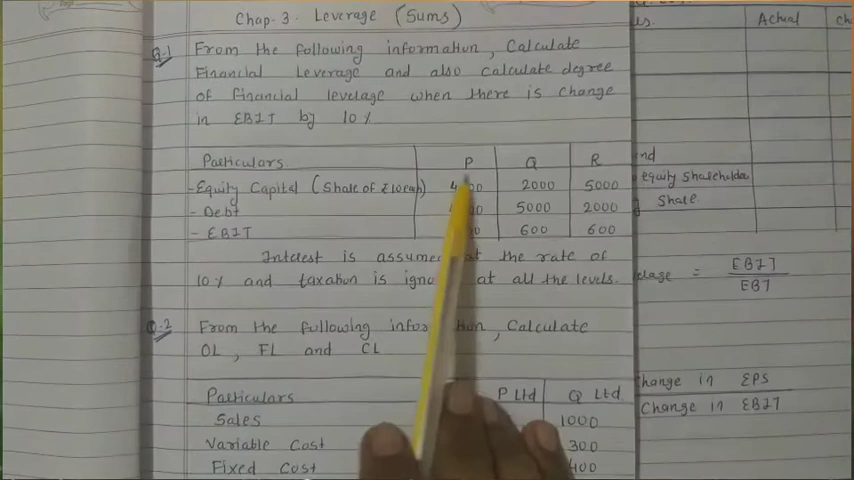 Chap-3. Leverage (Sums)
Q-1 From the following information, Calculate
Financial Leverage and also calculate degree
of financial leverage when there is change
in EBIT by 10%
Particulars P Q R
- Equity Capital (Share of ₹10 each) 2000 5000
- Debt 5000 2000
- EBIT 600 600
Interest is assumed at the rate of
10% and taxation is at all the levels.
Q-2 From the following Calculate
OL, FL and CL
Particulars P Ltd Q Ltd
Sales 1000
Variable Cost 300
Fixed Cost 400
Actual
equity Shareholder
Share
= EBIT
EBT
Change in EPS
Change in EBIT